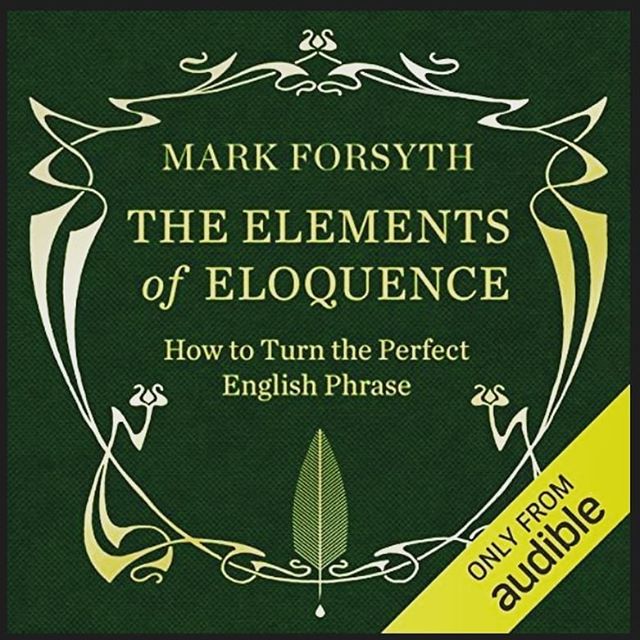 MARK FORSYTH
THE ELEMENTS
of ELOQUENCE
How to Turn the Perfect
English Phrase
ONLY FROM
audible